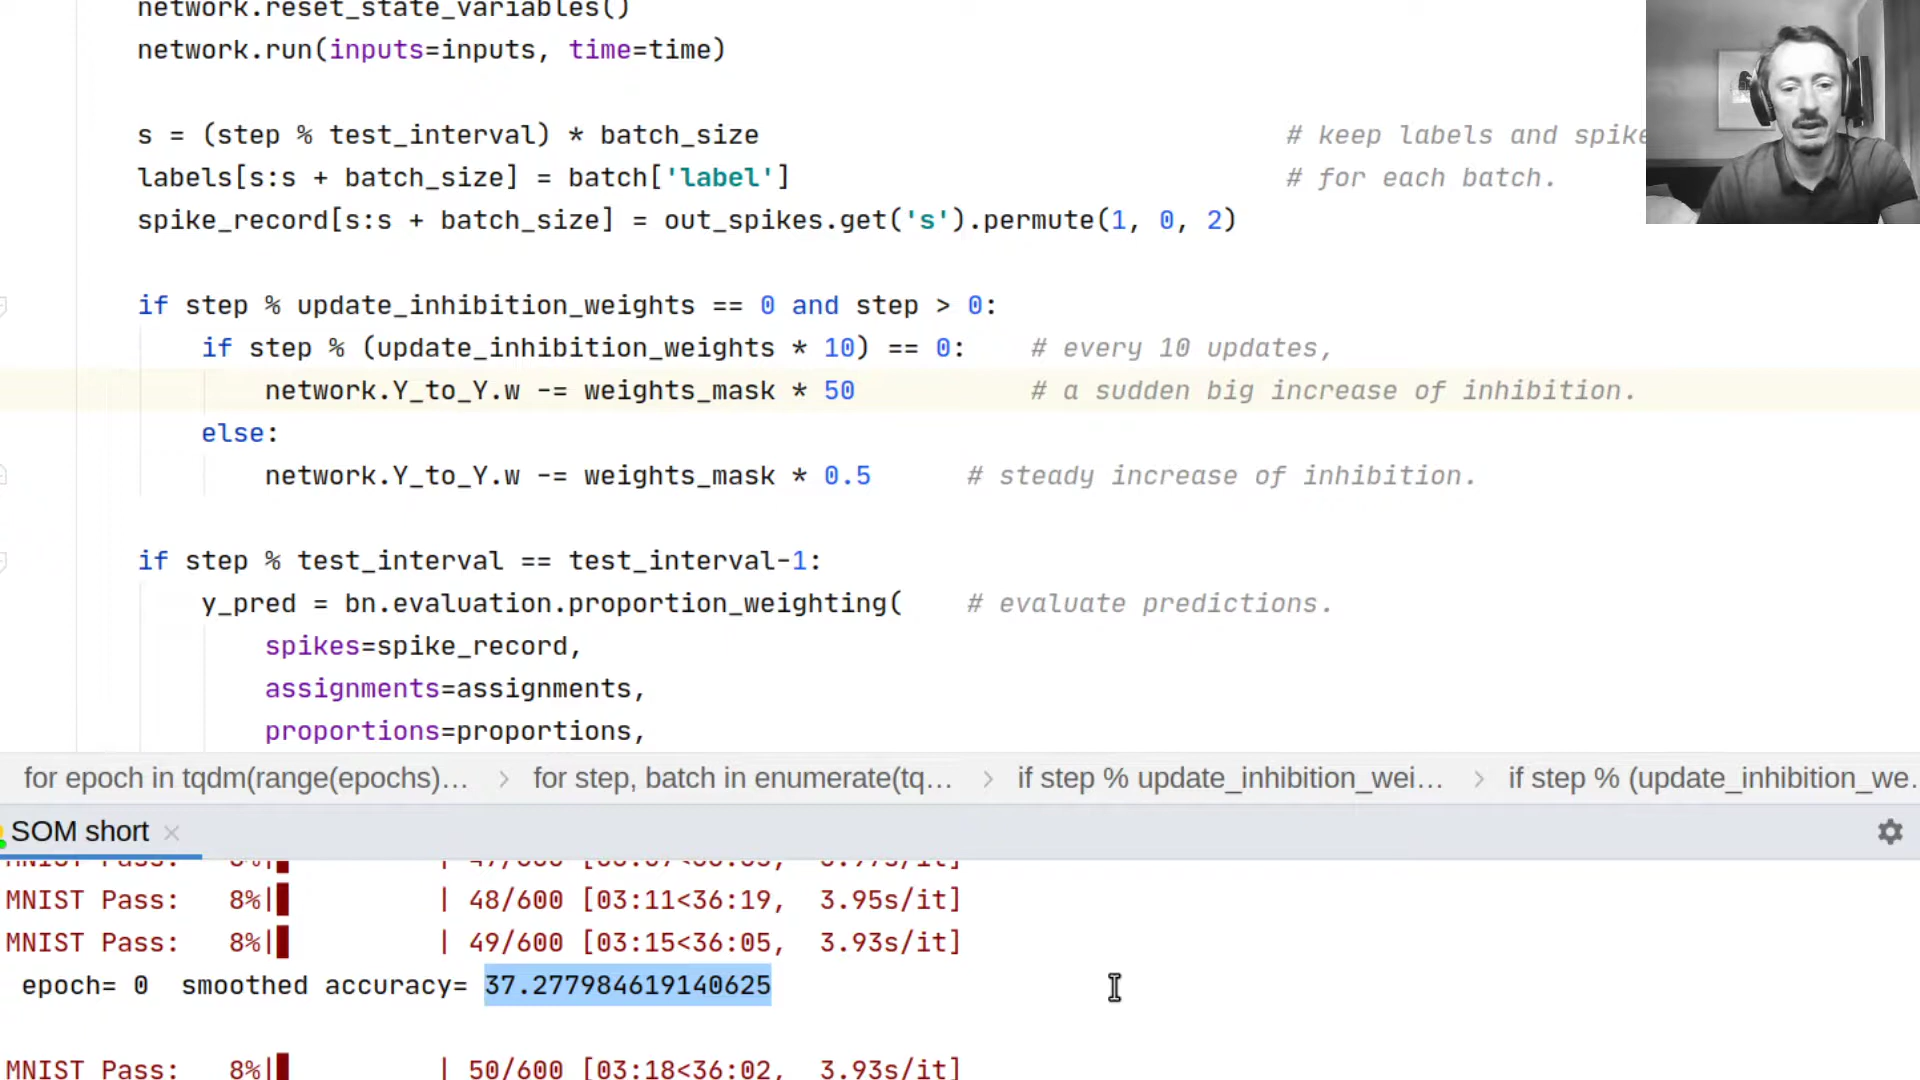 network.reset_state_variables()
network.run(inputs=inputs, time=time)
s = (step % test_interval) * batch_size # keep labels and spike
labels[s:s + batch_size] = batch['label'] # for each batch.
spike_record[s:s + batch_size] = out_spikes.get('s').permute(1, 0, 2)
if step % update_inhibition_weights == 0 and step > 0:
if step % (update_inhibition_weights * 10) == 0: # every 10 updates,
network.Y_to_Y.w -= weights_mask * 50 # a sudden big increase of inhibition.
else:
network.Y_to_Y.w -= weights_mask * 0.5 # steady increase of inhibition.
if step % test_interval == test_interval-1:
y_pred = bn.evaluation.proportion_weighting( # evaluate predictions.
spikes=spike_record,
assignments=assignments,
proportions=proportions,
for epoch in tqdm(range(epochs)… > for step, batch in enumerate(tq… > if step % update_inhibition_wei… > if step % (update_inhibition_we…
SOM short ×
MNIST Pass: 8%|█ | 48/600 [03:11<36:19, 3.95s/it]
MNIST Pass: 8%|█ | 49/600 [03:15<36:05, 3.93s/it]
epoch= 0 smoothed accuracy= 37.277984619140625
MNIST Pass: 8%|█ | 50/600 [03:18<36:02, 3.93s/it]